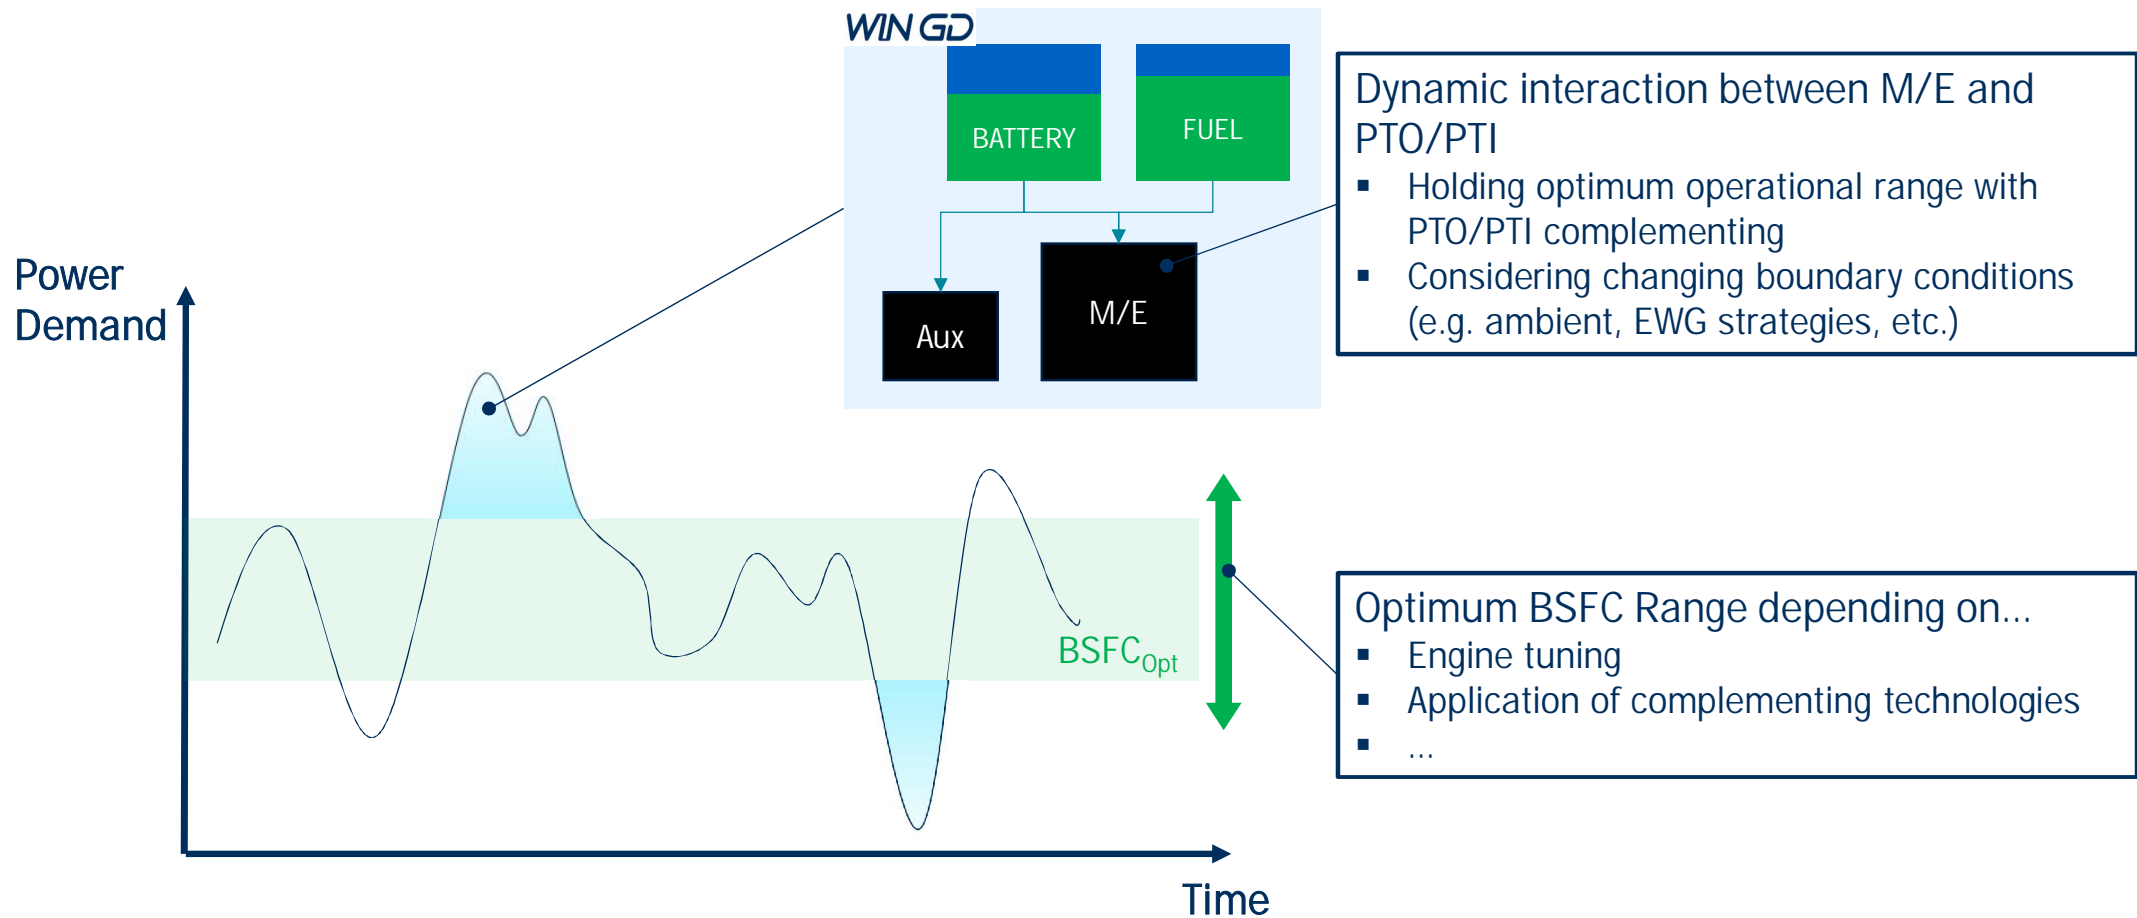 WIN GD
BATTERY
FUEL
Aux
M/E
Dynamic interaction between M/E and
PTO/PTI
▪ Holding optimum operational range with
PTO/PTI complementing
▪ Considering changing boundary conditions
(e.g. ambient, EWG strategies, etc.)
Power
Demand
BSFCOpt
Optimum BSFC Range depending on...
▪ Engine tuning
▪ Application of complementing technologies
▪ ...
Time